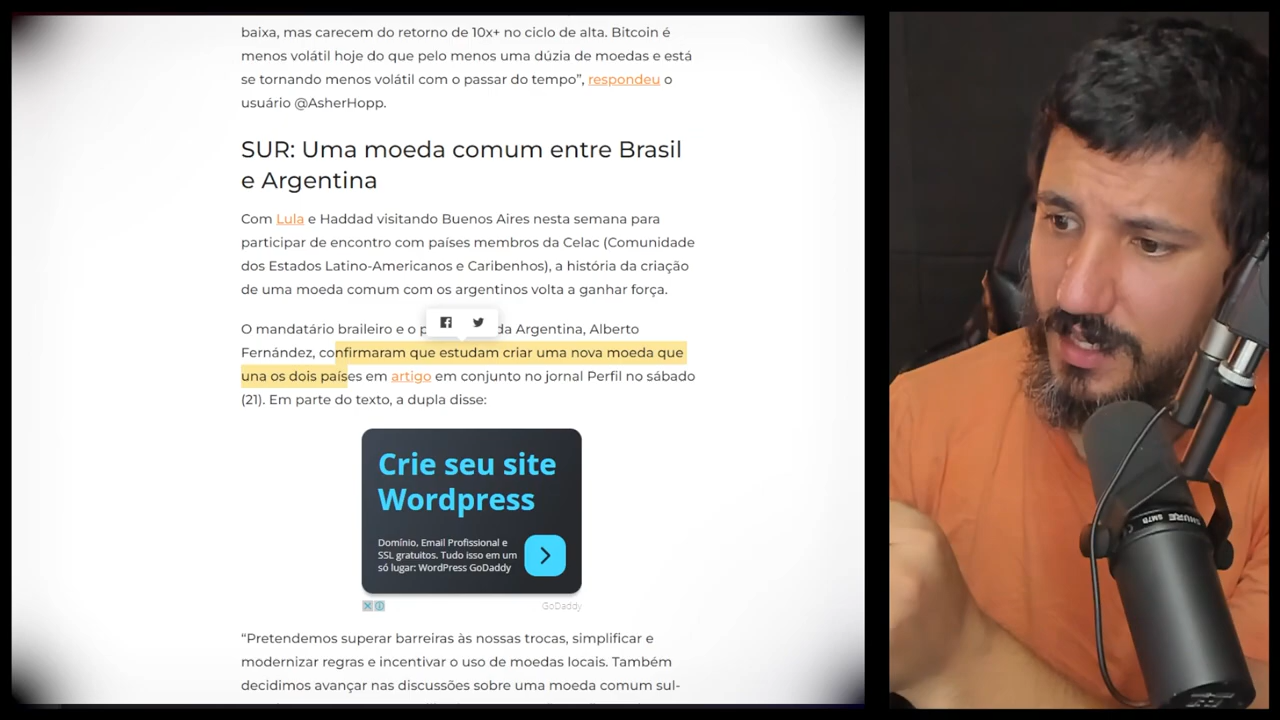 baixa, mas carecem do retorno de 10x+ no ciclo de alta. Bitcoin é
menos volátil hoje do que pelo menos uma dúzia de moedas e está
se tornando menos volátil com o passar do tempo”, respondeu o
usuário @AsherHopp.
SUR: Uma moeda comum entre Brasil
e Argentina
Com Lula e Haddad visitando Buenos Aires nesta semana para
participar de encontro com países membros da Celac (Comunidade
dos Estados Latino-Americanos e Caribenhos), a história da criação
de uma moeda comum com os argentinos volta a ganhar força.
O mandatário braileiro e o p da Argentina, Alberto
Fernández, confirmaram que estudam criar uma nova moeda que
una os dois países em artigo em conjunto no jornal Perfil no sábado
(21). Em parte do texto, a dupla disse:
Crie seu site
Wordpress
Domínio, Email Profissional e
SSL gratuitos. Tudo isso em um
só lugar: WordPress GoDaddy
GoDaddy
“Pretendemos superar barreiras às nossas trocas, simplificar e
modernizar regras e incentivar o uso de moedas locais. Também
decidimos avançar nas discussões sobre uma moeda comum sul-
SHURE
SM7B